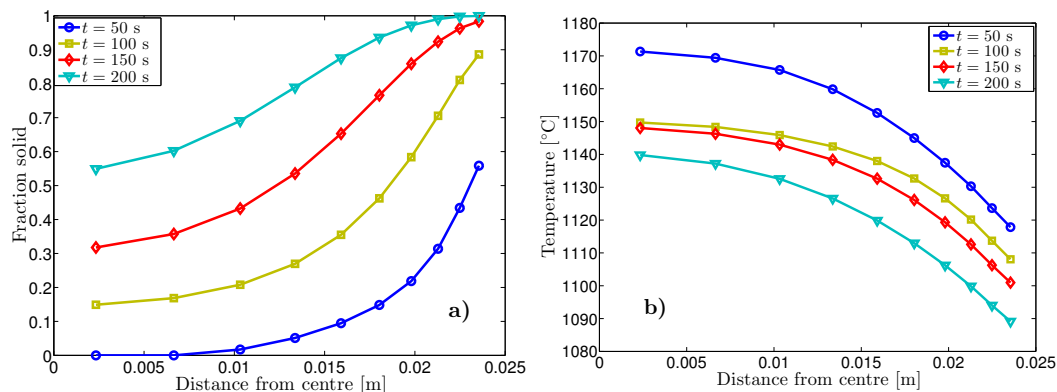 1
0.9
0.8
0.7
0.6
0.5
0.4
0.3
0.2
0.1
0
Fraction solid
t = 50 s
t = 100 s
t = 150 s
t = 200 s
a)
0 0.005 0.01 0.015 0.02 0.025
Distance from centre [m]
1180
1170
1160
1150
1140
1130
1120
1110
1100
1090
1080
Temperature [°C]
t = 50 s
t = 100 s
t = 150 s
t = 200 s
b)
0 0.005 0.01 0.015 0.02 0.025
Distance from centre [m]